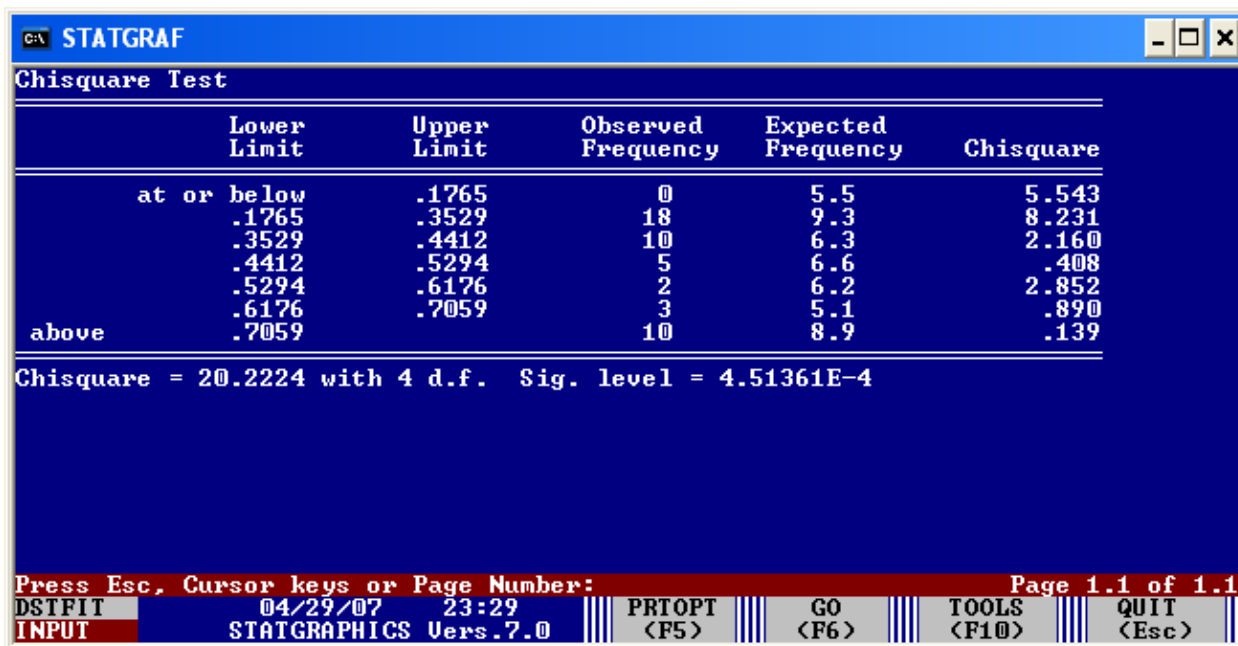 STATGRAF
Chisquare Test
Lower Upper Observed Expected
Limit Limit Frequency Frequency Chisquare
at or below .1765 0 5.5 5.543
.1765 .3529 18 9.3 8.231
.3529 .4412 10 6.3 2.160
.4412 .5294 5 6.6 .408
.5294 .6176 2 6.2 2.852
.6176 .7059 3 5.1 .890
above .7059 10 8.9 .139
Chisquare = 20.2224 with 4 d.f. Sig. level = 4.51361E-4
Press Esc, Cursor keys or Page Number: Page 1.1 of 1.1
DSTFIT 04/29/07 23:29 PRTOPT GO TOOLS QUIT
INPUT STATGRAPHICS Vers.7.0 (F5) (F6) (F10) (Esc)